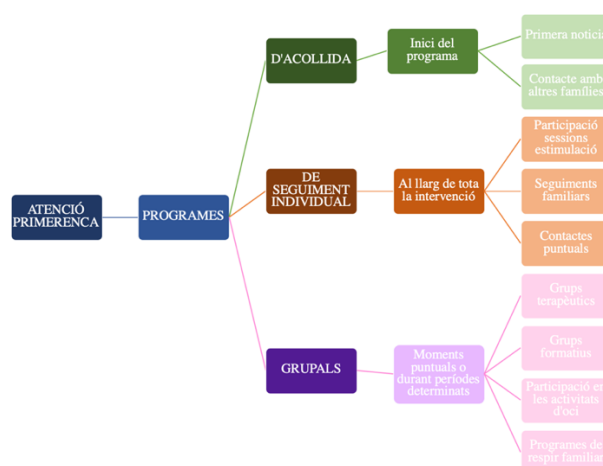 D'ACOLLIDA
Inici del
programa
Primera noticia
Contacte amb
altres famílies
ATENCIÓ
PRIMERENCA
PROGRAMES
DE
SEGUIMENT
INDIVIDUAL
Al llarg de tota
la intervenció
Participació
sessions
estimulació
Seguiments
familiars
Contactes
puntuals
GRUPALS
Moments
puntuals o
durant períodes
determinats
Grups
terapèutics
Grups
formatius
Participació en
les activitats
d'oci
Programes de
respir familiar